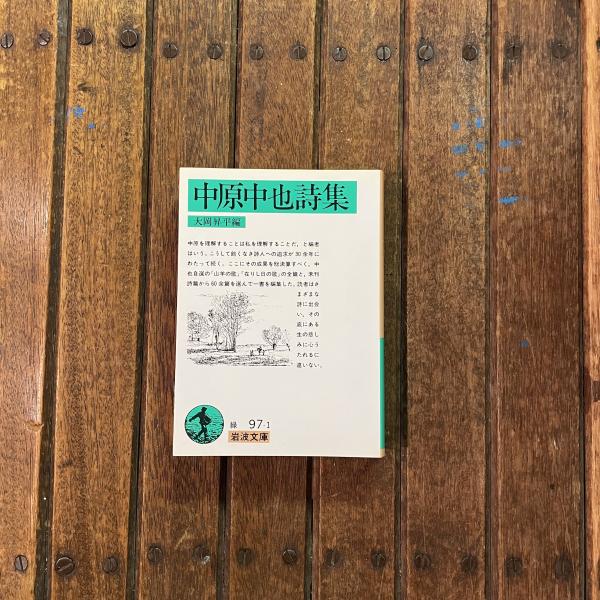 中原中也詩集
大岡昇平編
中原を理解することは私を理解することだ、と編者
はいう。こうして飽くなき詩人への追求が30余年に
わたって続く。ここにその成果を総決算すべく、中
也自選の「山羊の歌」「在りし日の歌」の全篇と、未刊
詩篇から60余篇を選んで一書を編集した。読者はさ
まざまな
詩に出会
い、その
底にある
生の悲し
みに心う
たれるに
違いない。
緑 97-1
岩波文庫